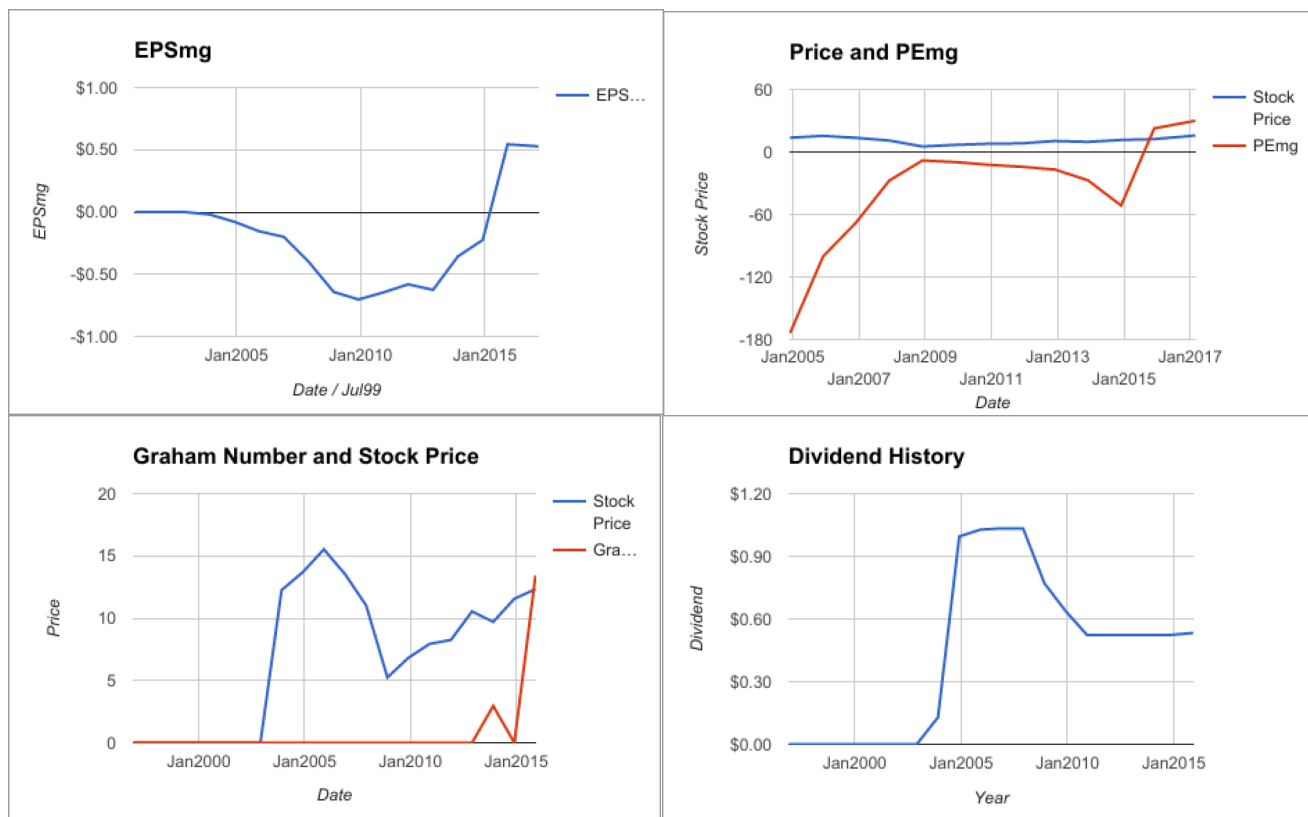 EPSmg
$1.00
$0.50
$0.00
-$0.50
-$1.00
EPSmg
Jan2005
Jan2010
Jan2015
Date / Jul99
EPS…
Price and PEmg
60
0
-60
-120
-180
Stock Price
Jan2005
Jan2009
Jan2013
Jan2017
Jan2007
Jan2011
Jan2015
Date
Stock
Price
PEmg
Graham Number and Stock Price
20
15
10
5
0
Price
Jan2000
Jan2005
Jan2010
Jan2015
Date
Stock
Price
Gra…
Dividend History
$1.20
$0.90
$0.60
$0.30
$0.00
Dividend
Jan2000
Jan2005
Jan2010
Jan2015
Year